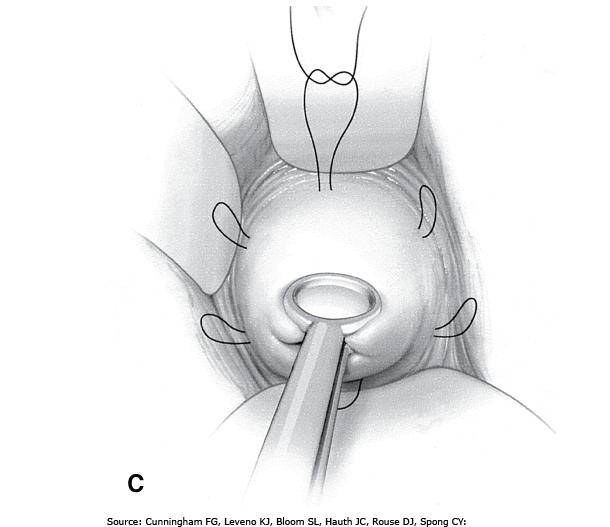 C
Source: Cunningham FG, Leveno KJ, Bloom SL, Hauth JC, Rouse DJ, Spong CY: